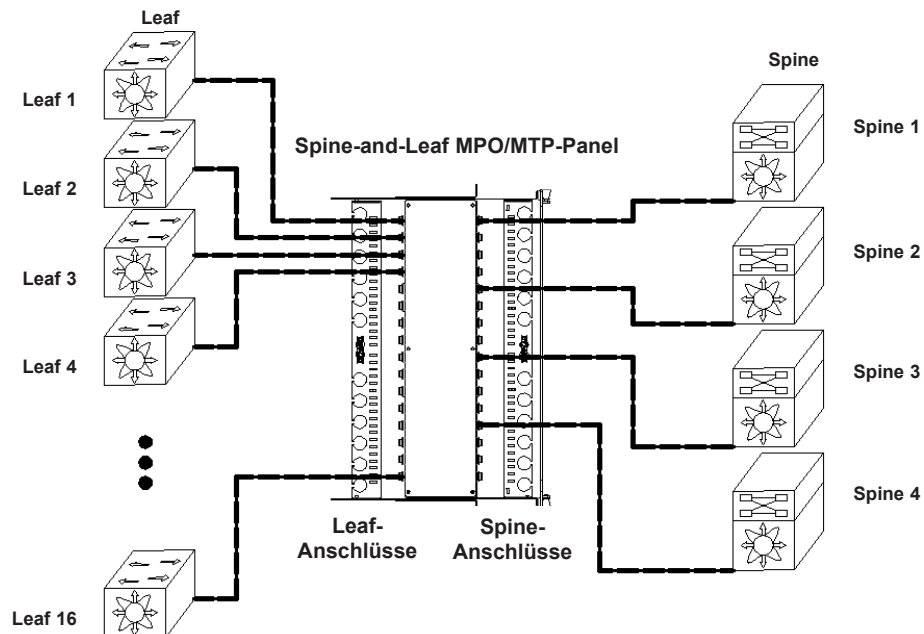 Leaf
Spine
Leaf 1
Spine 1
Spine-and-Leaf MPO/MTP-Panel
Leaf 2
Spine 2
Leaf 3
Leaf 4
Spine 3
Spine 4
Leaf-
Anschlüsse
Spine-
Anschlüsse
Leaf 16